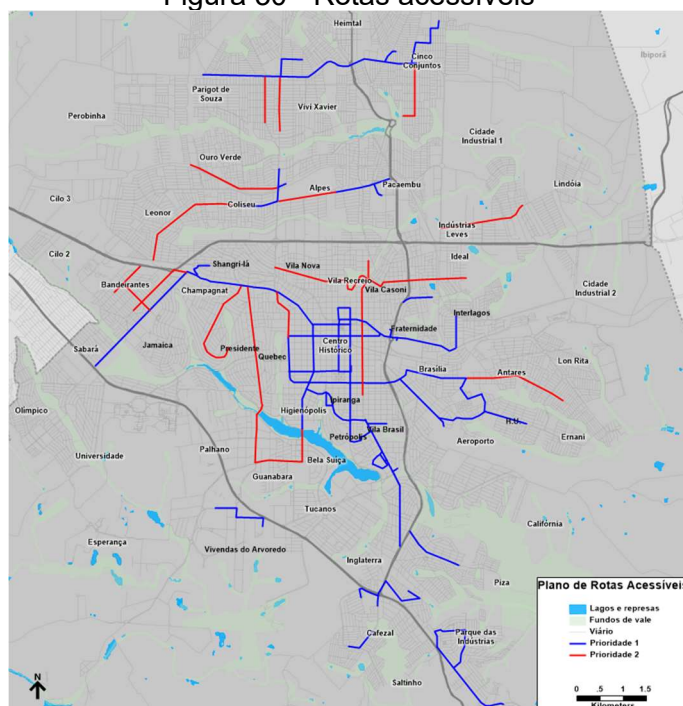 Figura 30 - Rotas acessíveis
Heimtal
Ibiporã
Cinco
Conjuntos
Parigot de
Souza
Vivi Xavier
Perobinha
Cidade
Industrial 1
Ouro Verde
Lindóia
Alpes
Pacaembu
Cilo 3
Coliseu
Leonor
Indústrias
Leves
Cilo 2
Ideal
Shangri-lá
Vila Nova
Bandeirantes
Vila Recreio
Champagnat
Vila Casoni
Cidade
Industrial 2
Interlagos
Fraternidade
Centro
Histórico
Sabará
Jamaica
Presidente
Quebec
Lon Rita
Brasília
Antares
Olímpico
Ipiranga
Higienópolis
H.U.
Vila Brasil
Petrópolis
Aeroporto
Ernani
Palhano
Universidade
Bela Suiça
Guanabara
Tucanos
Califórnia
Esperança
Vivendas do Arvoredo
Inglaterra
Piza
Cafezal
Parque das
Indústrias
Saltinho
N
Plano de Rotas Acessíveis
Lagos e represas
Fundos de vale
Viário
Prioridade 1
Prioridade 2
0 .5 1 1.5
Kilometers